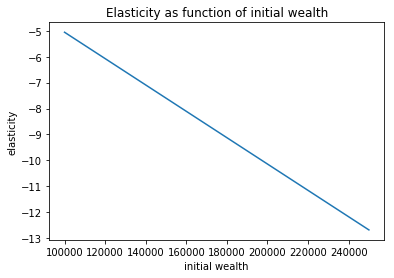 Elasticity as function of initial wealth
−5
−6
−7
−8
−9
−10
−11
−12
−13
elasticity
100000 120000 140000 160000 180000 200000 220000 240000
initial wealth